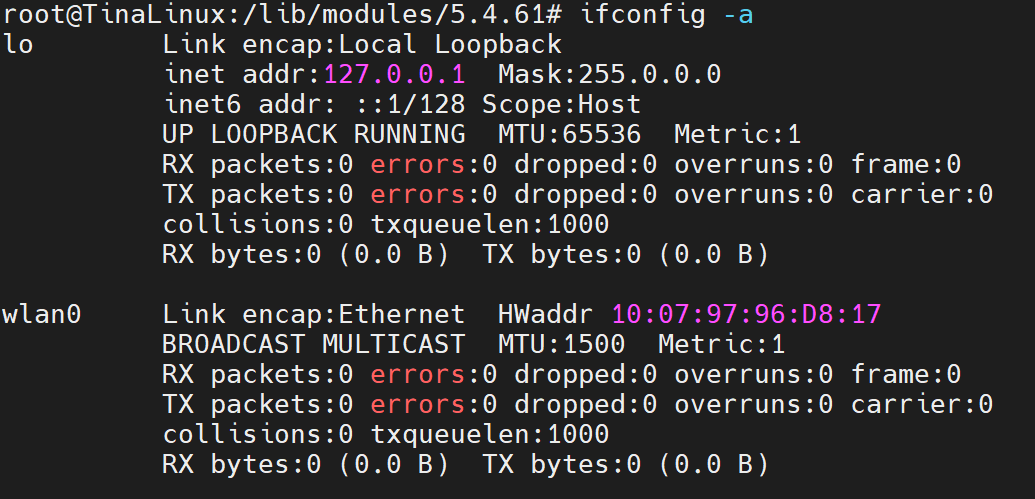 root@TinaLinux:/lib/modules/5.4.61# ifconfig -a
lo        Link encap:Local Loopback
          inet addr:127.0.0.1  Mask:255.0.0.0
          inet6 addr: ::1/128 Scope:Host
          UP LOOPBACK RUNNING  MTU:65536  Metric:1
          RX packets:0 errors:0 dropped:0 overruns:0 frame:0
          TX packets:0 errors:0 dropped:0 overruns:0 carrier:0
          collisions:0 txqueuelen:1000
          RX bytes:0 (0.0 B)  TX bytes:0 (0.0 B)

wlan0     Link encap:Ethernet  HWaddr 10:07:97:96:D8:17
          BROADCAST MULTICAST  MTU:1500  Metric:1
          RX packets:0 errors:0 dropped:0 overruns:0 frame:0
          TX packets:0 errors:0 dropped:0 overruns:0 carrier:0
          collisions:0 txqueuelen:1000
          RX bytes:0 (0.0 B)  TX bytes:0 (0.0 B)